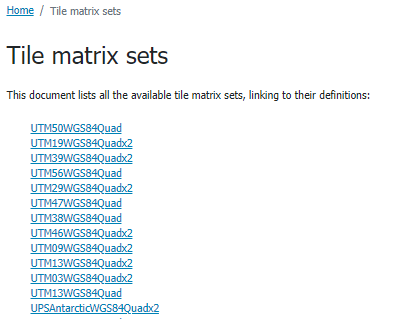 Home / Tile matrix sets
Tile matrix sets
This document lists all the available tile matrix sets, linking to their definitions:
UTM50WGS84Quad
UTM19WGS84Quadx2
UTM39WGS84Quadx2
UTM56WGS84Quad
UTM29WGS84Quadx2
UTM47WGS84Quad
UTM38WGS84Quad
UTM46WGS84Quadx2
UTM09WGS84Quadx2
UTM13WGS84Quadx2
UTM03WGS84Quadx2
UTM13WGS84Quad
UPSAntarcticWGS84Quadx2